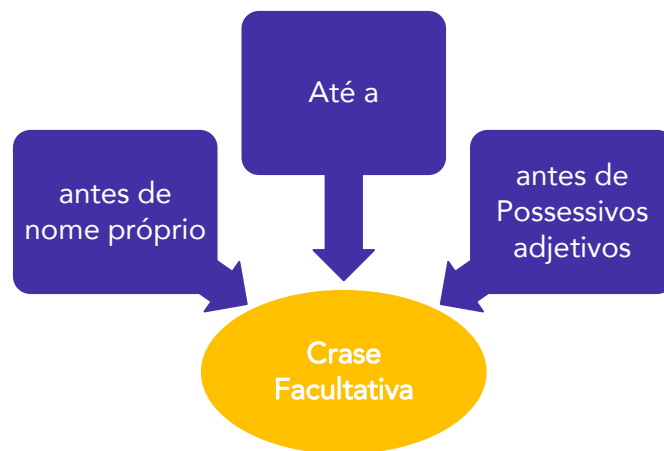 Até a
antes de
nome próprio
antes de
Possessivos
adjetivos
Crase
Facultativa